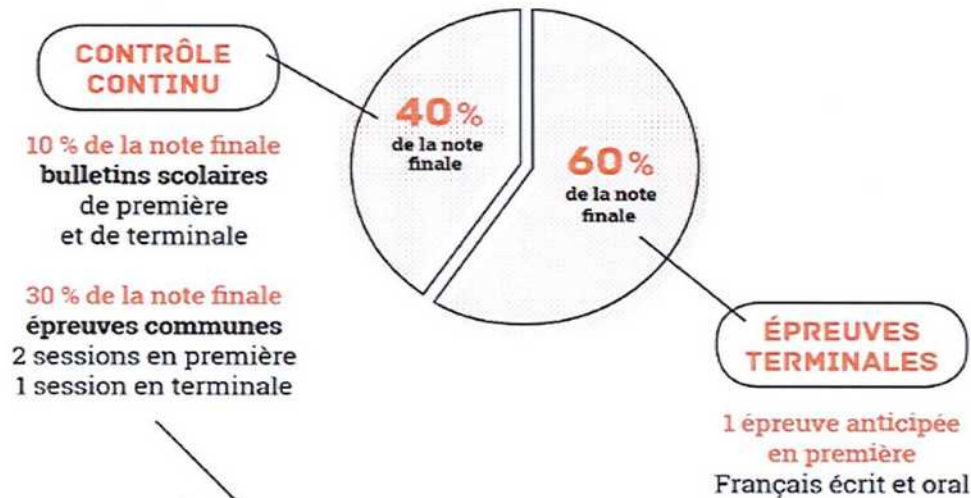 CONTRÔLE
CONTINU
10 % de la note finale
bulletins scolaires
de première
et de terminale
30 % de la note finale
épreuves communes
2 sessions en première
1 session en terminale
40%
de la note
finale
60%
de la note
finale
ÉPREUVES
TERMINALES
1 épreuve anticipée
en première
Français écrit et oral